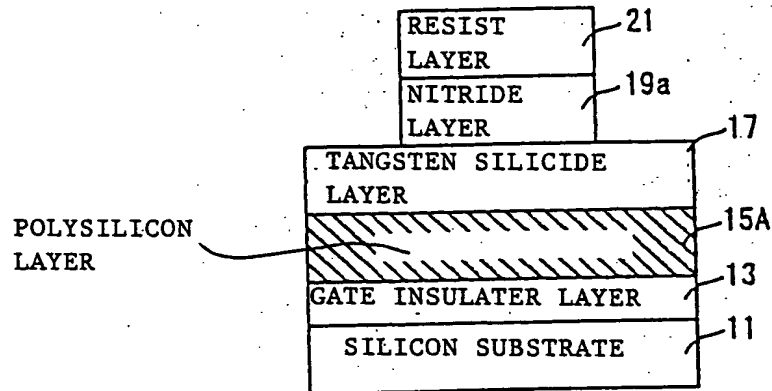 RESIST
LAYER
21
NITRIDE
LAYER
19a
17
TANGSTEN SILICIDE
LAYER
POLYSILICON
LAYER
15A
GATE INSULATER LAYER
13
SILICON SUBSTRATE
11